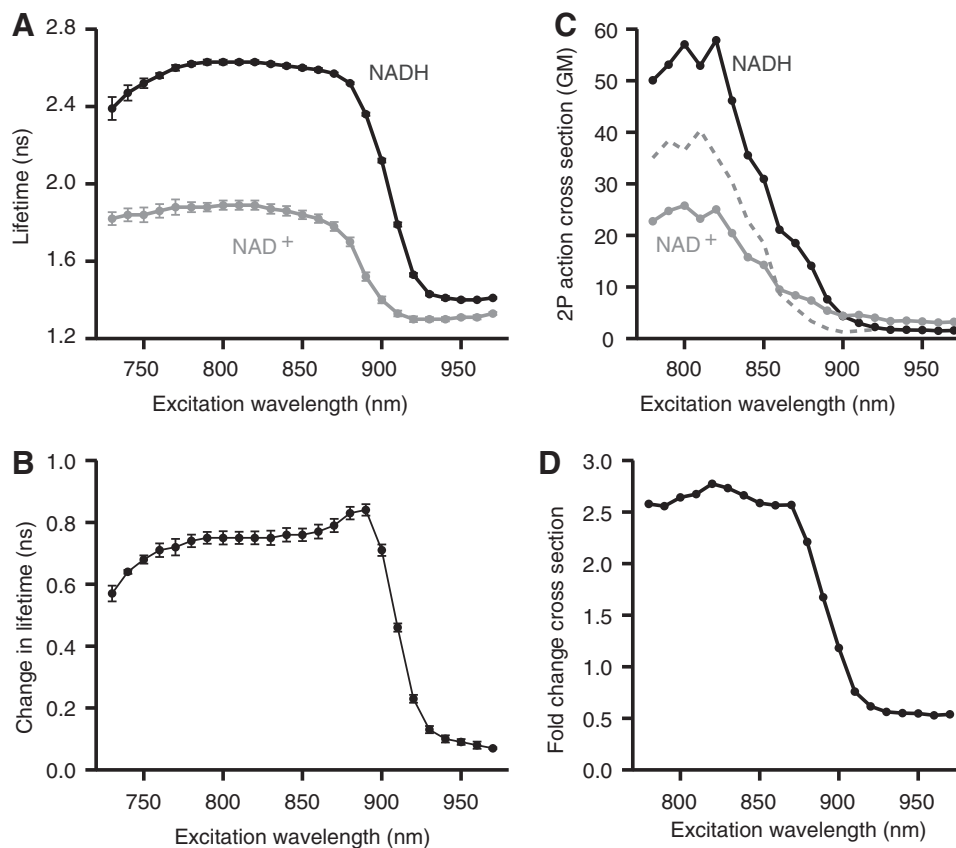 A
2.8
2.4
2.0
1.6
1.2
Lifetime (ns)
NADH
NAD+
750 800 850 900 950
Excitation wavelength (nm)
C
60
50
40
30
20
10
0
2P action cross section (GM)
NADH
NAD+
800 850 900 950
Excitation wavelength (nm)
B
1.0
0.8
0.6
0.4
0.2
0.0
Change in lifetime (ns)
750 800 850 900 950
Excitation wavelength (nm)
D
3.0
2.5
2.0
1.5
1.0
0.5
0.0
Fold change cross section
800 850 900 950
Excitation wavelength (nm)